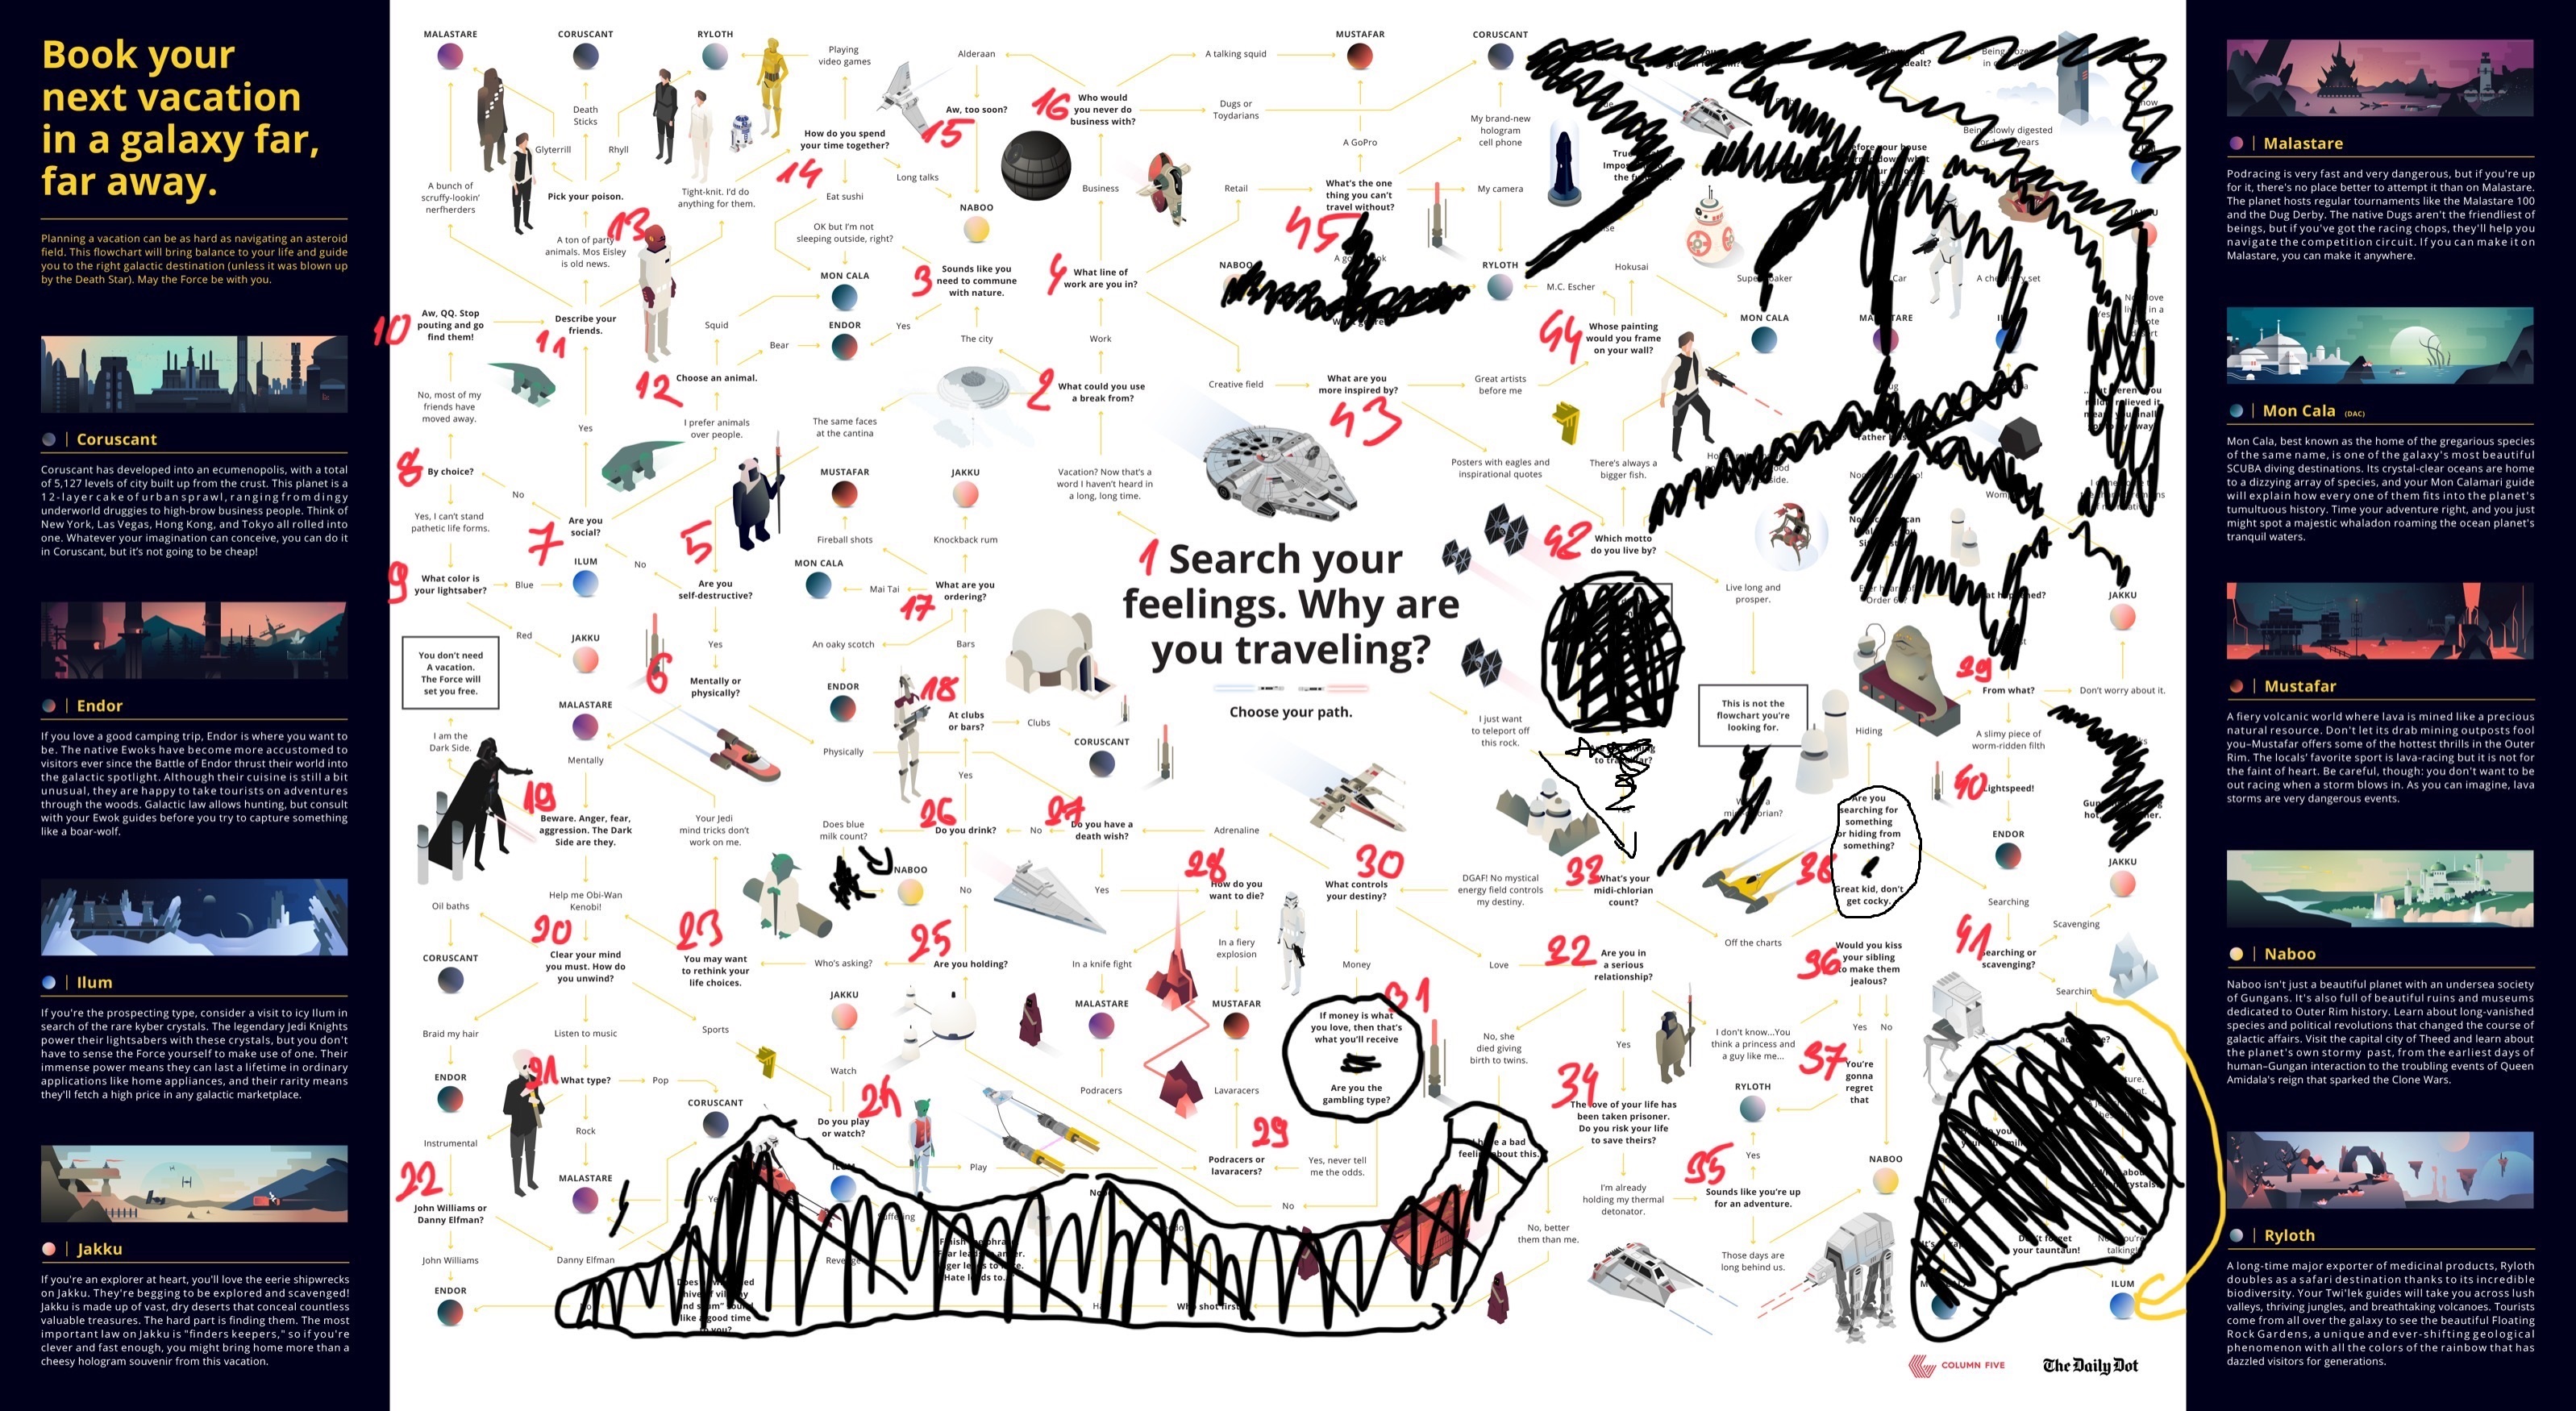 Book your
next vacation
in a galaxy far,
far away.
Planning a vacation can be as hard as navigating an asteroid
field. This flowchart will bring balance to your life and guide
you to the right galactic destination (unless it was blown up
by the Death Star). May the Force be with you.
Coruscant
Coruscant has developed into an ecumenopolis, with a total
of 5,127 levels of city built up from the crust. This planet is a
12-layer cake of urban sprawl, ranging from dingy
underworld druggies to high-brow business people. Think of
New York, Las Vegas, Hong Kong, and Tokyo all rolled into
one. Whatever your imagination can conceive, you can do it
in Coruscant, but it's not going to be cheap!
Endor
If you love a good camping trip, Endor is where you want to
be. The native Ewoks have become more accustomed to
visitors ever since the Battle of Endor thrust their world into
the galactic spotlight. Although their cuisine is still a bit
unusual, they are happy to take tourists on adventures
through the woods. Galactic law allows hunting, but consult
with your Ewok guides before you try to capture something
like a boar-wolf.
Ilum
If you're the prospecting type, consider a visit to icy Ilum in
search of the rare kyber crystals. The legendary Jedi Knights
power their lightsabers with these crystals, but you don't
have to sense the Force yourself to make use of one. Their
immense power means they can last a lifetime in ordinary
applications like home appliances, and their rarity means
they'll fetch a high price in any galactic marketplace.
Jakku
If you're an explorer at heart, you'll love the eerie shipwrecks
on Jakku. They're begging to be explored and scavenged!
Jakku is made up of vast, dry deserts that conceal countless
valuable treasures. The hard part is finding them. The most
important law on Jakku is "finders keepers," so if you're
clever and fast enough, you might bring home more than a
cheesy hologram souvenir from this vacation.
MALASTARE
CORUSCANT
RYLOTH
Playing
video games
Alderaan
A talking squid
MUSTAFAR
CORUSCANT
Death
Sticks
Glyterrill
Rhyll
How do you spend
your time together?
14
Aw, too soon?
15
16
Who would
you never do
business with?
Dugs or
Toydarians
A GoPro
My brand-new
hologram
cell phone
A bunch of
scruffy-lookin'
nerfherders
Pick your poison.
13
Tight-knit. I'd do
anything for them.
Long talks
Eat sushi
NABOO
Business
Retail
What's the one
thing you can't
travel without?
45
My camera
A ton of party
animals. Mos Eisley
is old news.
OK but I'm not
sleeping outside, right?
MON CALA
3
Sounds like you
need to commune
with nature.
4
What line of
work are you in?
NABOO
RYLOTH
M.C. Escher
Hokusai
10
Aw, QQ. Stop
pouting and go
find them!
11
Describe your
friends.
Squid
Bear
ENDOR
Yes
The city
Work
44
Whose painting
would you frame
on your wall?
MON CALA
12
Choose an animal.
2
What could you use
a break from?
Creative field
What are you
more inspired by?
43
Great artists
before me
No, most of my
friends have
moved away.
Yes
I prefer animals
over people.
The same faces
at the cantina
8
By choice?
No
MUSTAFAR
JAKKU
Vacation? Now that's a
word I haven't heard in
a long, long time.
Posters with eagles and
inspirational quotes
There's always a
bigger fish.
Yes, I can't stand
pathetic life forms.
7
Are you
social?
5
Fireball shots
Knockback rum
42
Which motto
do you live by?
9
What color is
your lightsaber?
Blue
ILUM
No
Are you
self-destructive?
MON CALA
Mai Tai
17
What are you
ordering?
1
Search your
feelings. Why are
you traveling?
Choose your path.
Live long and
prosper.
JAKKU
Red
JAKKU
Yes
An oaky scotch
Bars
You don't need
A vacation.
The Force will
set you free.
6
Mentally or
physically?
ENDOR
18
At clubs
or bars?
Clubs
CORUSCANT
I just want
to teleport off
this rock.
This is not the
flowchart you're
looking for.
Hiding
39
From what?
Don't worry about it.
A slimy piece of
worm-ridden filth
I am the
Dark Side.
MALASTARE
Mentally
Physically
Yes
40
Lightspeed!
ENDOR
JAKKU
19
Beware. Anger, fear,
aggression. The Dark
Side are they.
Your Jedi
mind tricks don't
work on me.
Does blue
milk count?
26
Do you drink?
No
27
Do you have a
death wish?
Adrenaline
Are you
searching for
something
or hiding from
something?
38
Great kid, don't
get cocky.
NABOO
No
Yes
28
How do you
want to die?
30
What controls
your destiny?
DGAF! No mystical
energy field controls
my destiny.
33
What's your
midi-chlorian
count?
Off the charts
Searching
Scavenging
Oil baths
CORUSCANT
Help me Obi-Wan
Kenobi!
20
Clear your mind
you must. How do
you unwind?
23
You may want
to rethink your
life choices.
Who's asking?
25
Are you holding?
In a knife fight
In a fiery
explosion
Money
Love
22
Are you in
a serious
relationship?
36
Would you kiss
your sibling
to make them
jealous?
41
Searching or
scavenging?
Searching
JAKKU
MALASTARE
MUSTAFAR
31
If money is what
you love, then that's
what you'll receive
Are you the
gambling type?
Braid my hair
Listen to music
Sports
No, she
died giving
birth to twins.
Yes
I don't know...You
think a princess and
a guy like me...
Yes
No
ENDOR
21
What type?
Pop
CORUSCANT
Watch
24
Do you play
or watch?
Podracers
Lavaracers
34
The love of your life has
been taken prisoner.
Do you risk your life
to save theirs?
RYLOTH
37
You're
gonna
regret
that
Instrumental
Rock
Play
29
Podracers or
lavaracers?
Yes, never tell
me the odds.
Yes
NABOO
22
John Williams or
Danny Elfman?
MALASTARE
No
I'm already
holding my thermal
detonator.
35
Sounds like you're up
for an adventure.
No, better
them than me.
Those days are
long behind us.
John Williams
Danny Elfman
ENDOR
Who shot first
your tauntaun!
ILUM
COLUMN FIVE
The Daily Dot
Malastare
Podracing is very fast and very dangerous, but if you're up
for it, there's no place better to attempt it than on Malastare.
The planet hosts regular tournaments like the Malastare 100
and the Dug Derby. The native Dugs aren't the friendliest of
beings, but if you've got the racing chops, they'll help you
navigate the competition circuit. If you can make it on
Malastare, you can make it anywhere.
Mon Cala (DAC)
Mon Cala, best known as the home of the gregarious species
of the same name, is one of the galaxy's most beautiful
SCUBA diving destinations. Its crystal-clear oceans are home
to a dizzying array of species, and your Mon Calamari guide
will explain how every one of them fits into the planet's
tumultuous history. Time your adventure right, and you just
might spot a majestic whaladon roaming the ocean planet's
tranquil waters.
Mustafar
A fiery volcanic world where lava is mined like a precious
natural resource. Don't let its drab mining outposts fool
you–Mustafar offers some of the hottest thrills in the Outer
Rim. The locals' favorite sport is lava-racing but it is not for
the faint of heart. Be careful, though: you don't want to be
out racing when a storm blows in. As you can imagine, lava
storms are very dangerous events.
Naboo
Naboo isn't just a beautiful planet with an undersea society
of Gungans. It's also full of beautiful ruins and museums
dedicated to Outer Rim history. Learn about long-vanished
species and political revolutions that changed the course of
galactic affairs. Visit the capital city of Theed and learn about
the planet's own stormy past, from the earliest days of
human–Gungan interaction to the troubling events of Queen
Amidala's reign that sparked the Clone Wars.
Ryloth
A long-time major exporter of medicinal products, Ryloth
doubles as a safari destination thanks to its incredible
biodiversity. Your Twi'lek guides will take you across lush
valleys, thriving jungles, and breathtaking volcanoes. Tourists
come from all over the galaxy to see the beautiful Floating
Rock Gardens, a unique and ever-shifting geological
phenomenon with all the colors of the rainbow that has
dazzled visitors for generations.